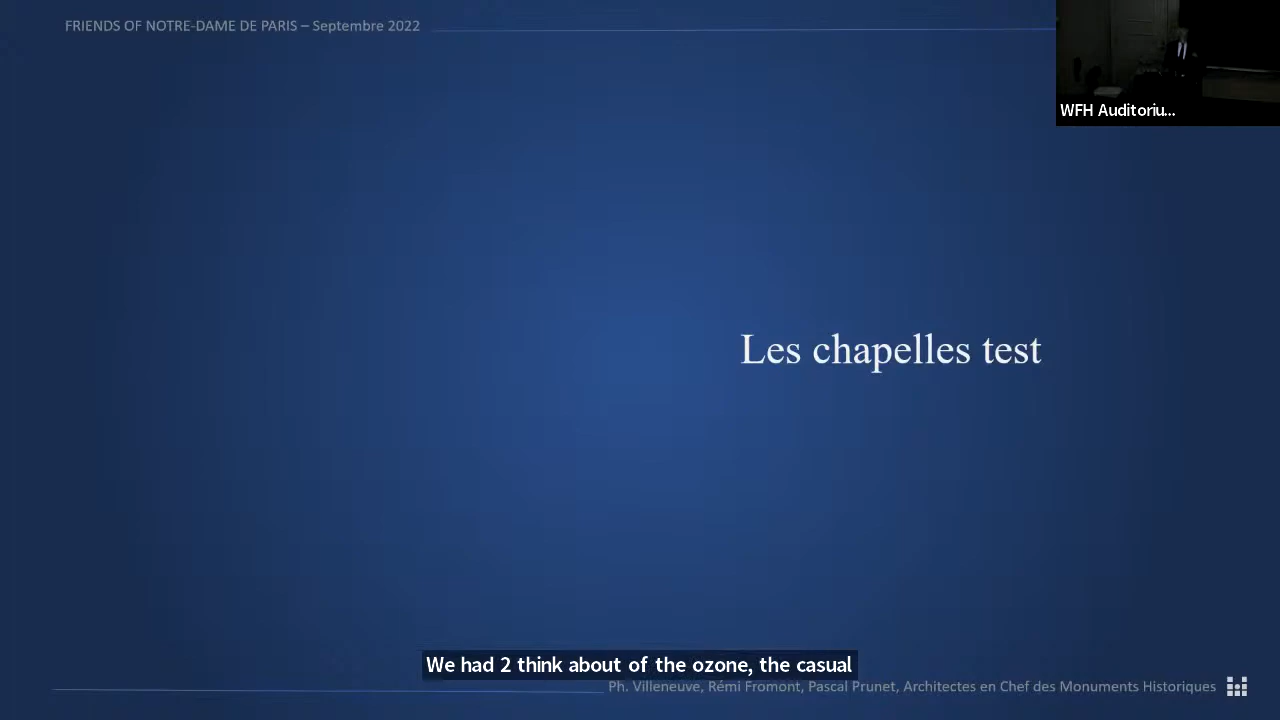 FRIENDS OF NOTRE-DAME DE PARIS – Septembre 2022
WFH Auditoriu...
Les chapelles test
We had 2 think about of the ozone, the casual
Ph. Villeneuve, Rémi Fromont, Pascal Prunet, Architectes en Chef des Monuments Historiques